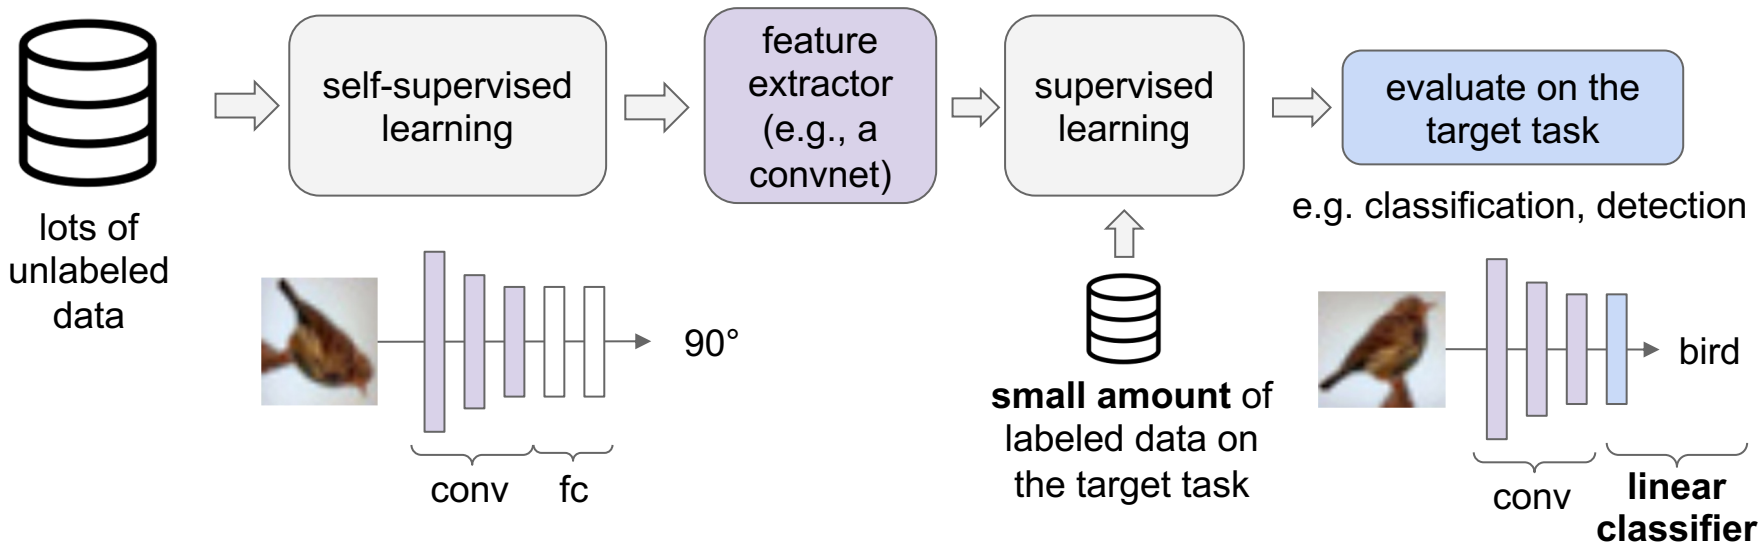 lots of
unlabeled
data
self-supervised
learning
feature
extractor
(e.g., a
convnet)
supervised
learning
evaluate on the
target task
e.g. classification, detection
90°
conv
fc
small amount of
labeled data on
the target task
bird
conv
linear
classifier